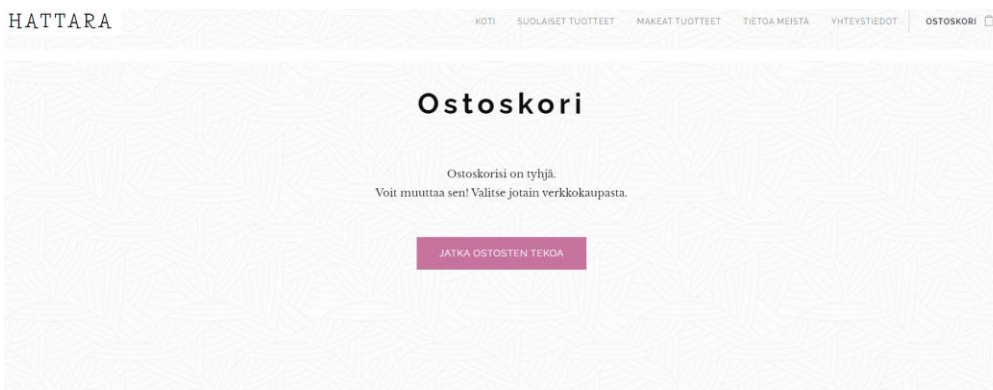 HATTARA
KOTI SUOLAISET TUOTTEET MAKEAT TUOTTEET TIETOA MEISTÄ YHTEYSTIEDOT OSTOSKORI
Ostoskori
Ostoskorisi on tyhjä.
Voit muuttaa sen! Valitse jotain verkkokaupasta.
JATKA OSTOSTEN TEKOA